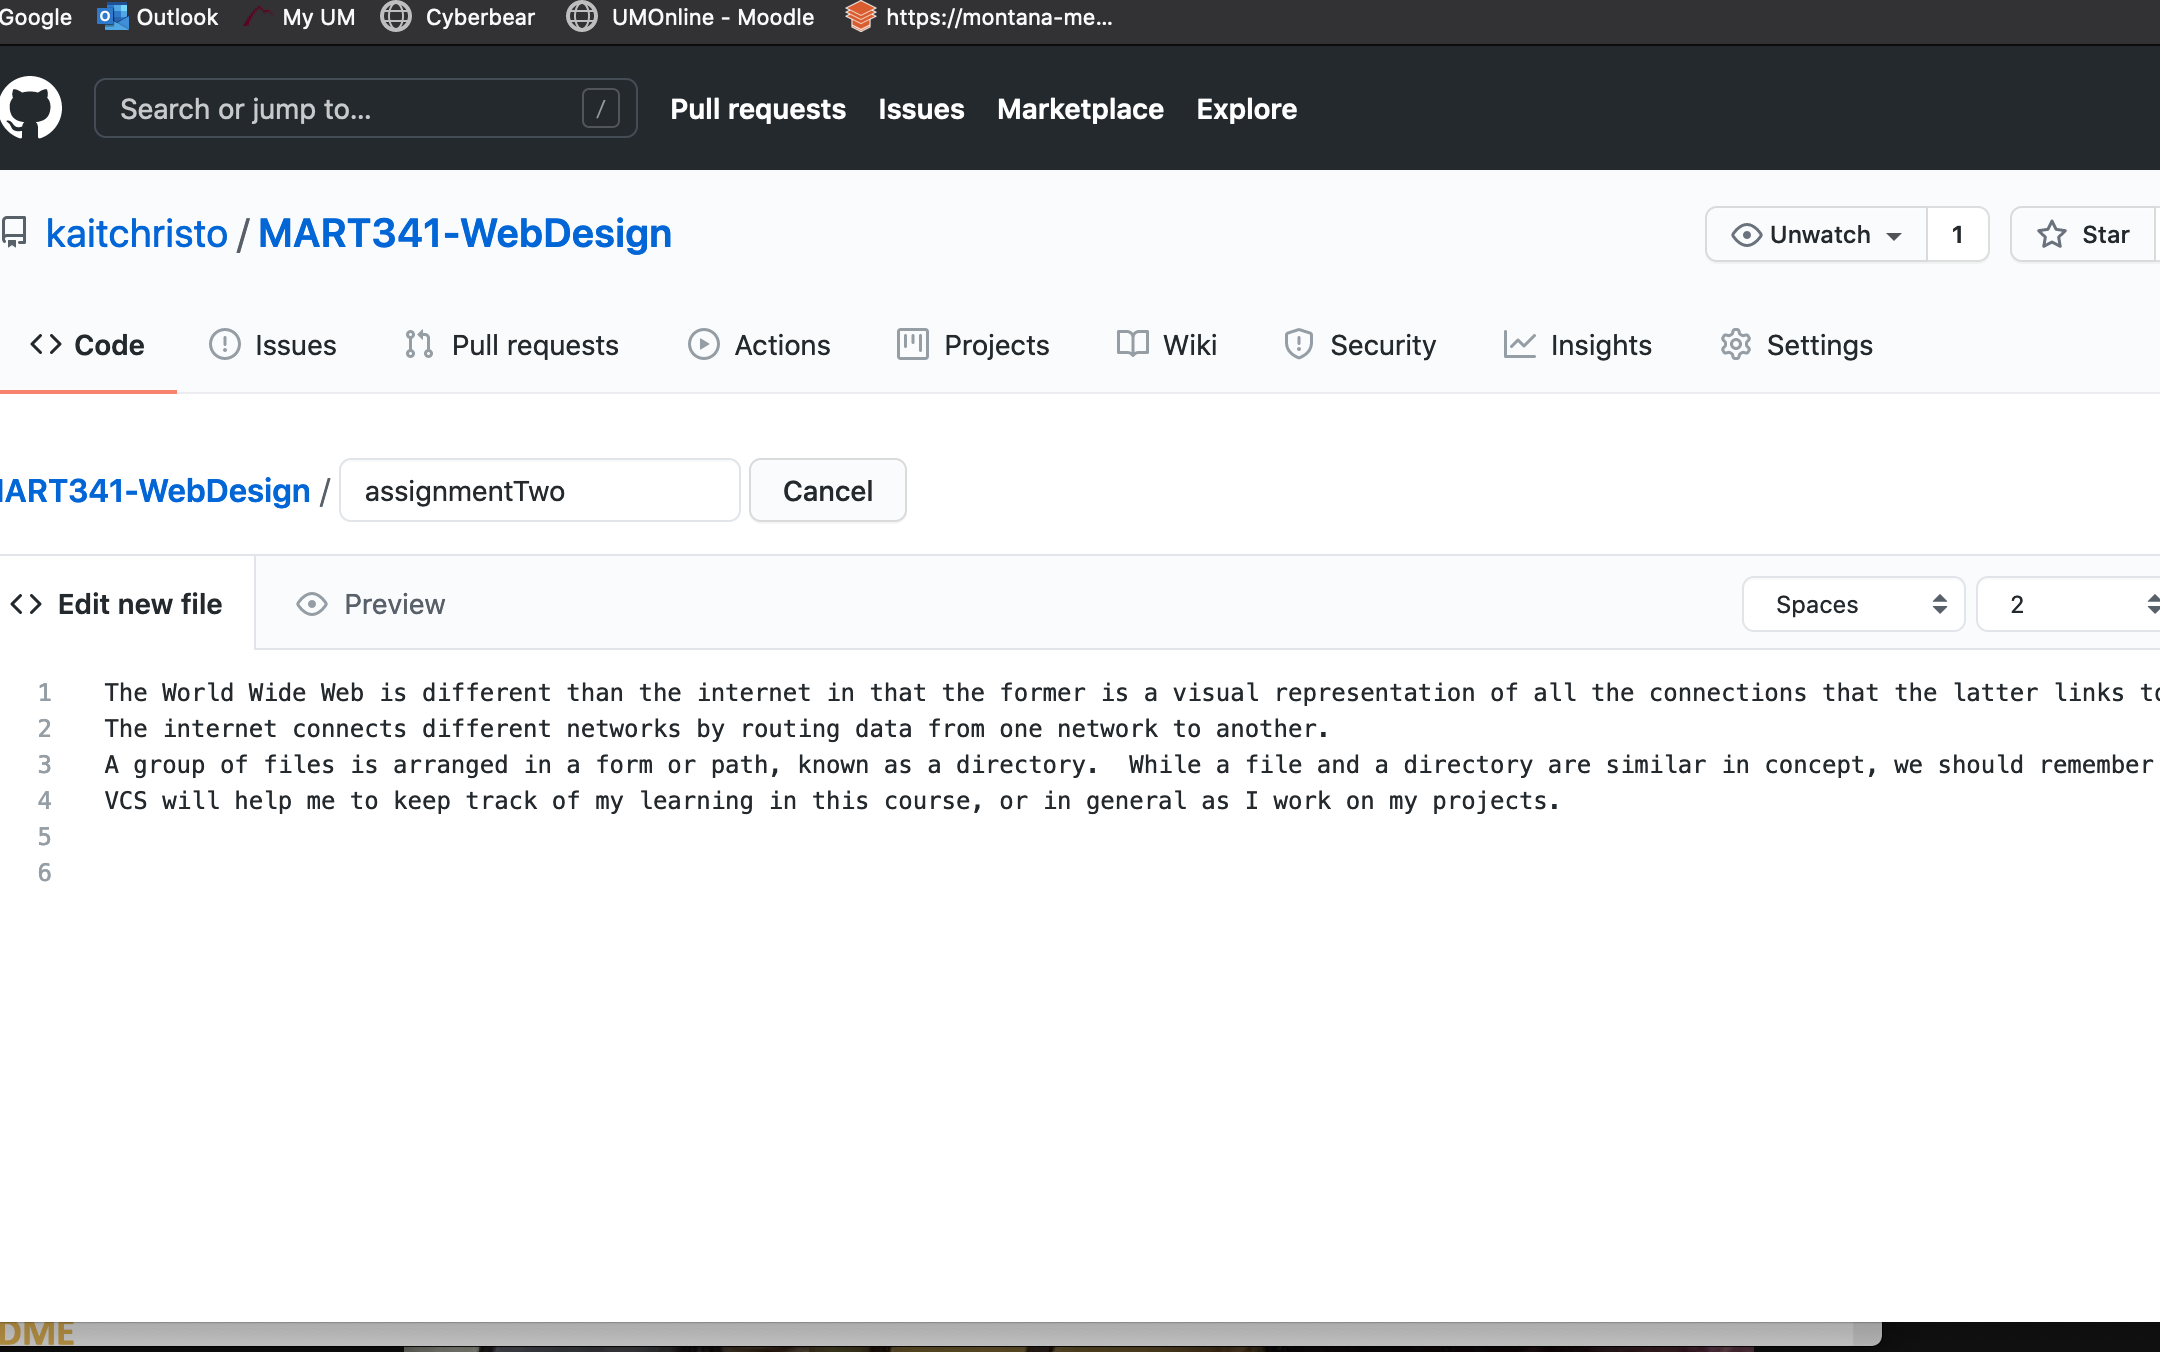 Google Outlook My UM Cyberbear UMOnline - Moodle https://montana-me...
Search or jump to... / Pull requests Issues Marketplace Explore
kaitchristo / MART341-WebDesign Unwatch 1 Star
Code Issues Pull requests Actions Projects Wiki Security Insights Settings
MART341-WebDesign / assignmentTwo Cancel
Edit new file Preview Spaces 2
1 The World Wide Web is different than the internet in that the former is a visual representation of all the connections that the latter links to
2 The internet connects different networks by routing data from one network to another.
3 A group of files is arranged in a form or path, known as a directory.  While a file and a directory are similar in concept, we should remember
4 VCS will help me to keep track of my learning in this course, or in general as I work on my projects.
5
6
DME